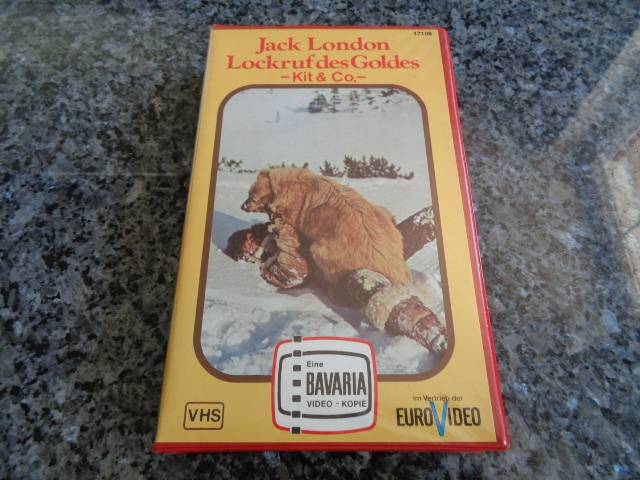 17108
Jack London
Lockruf des Goldes
-Kit & Co.-
Eine
BAVARIA
VIDEO - KOPIE
VHS
im Vertrieb der
EUROVIDEO